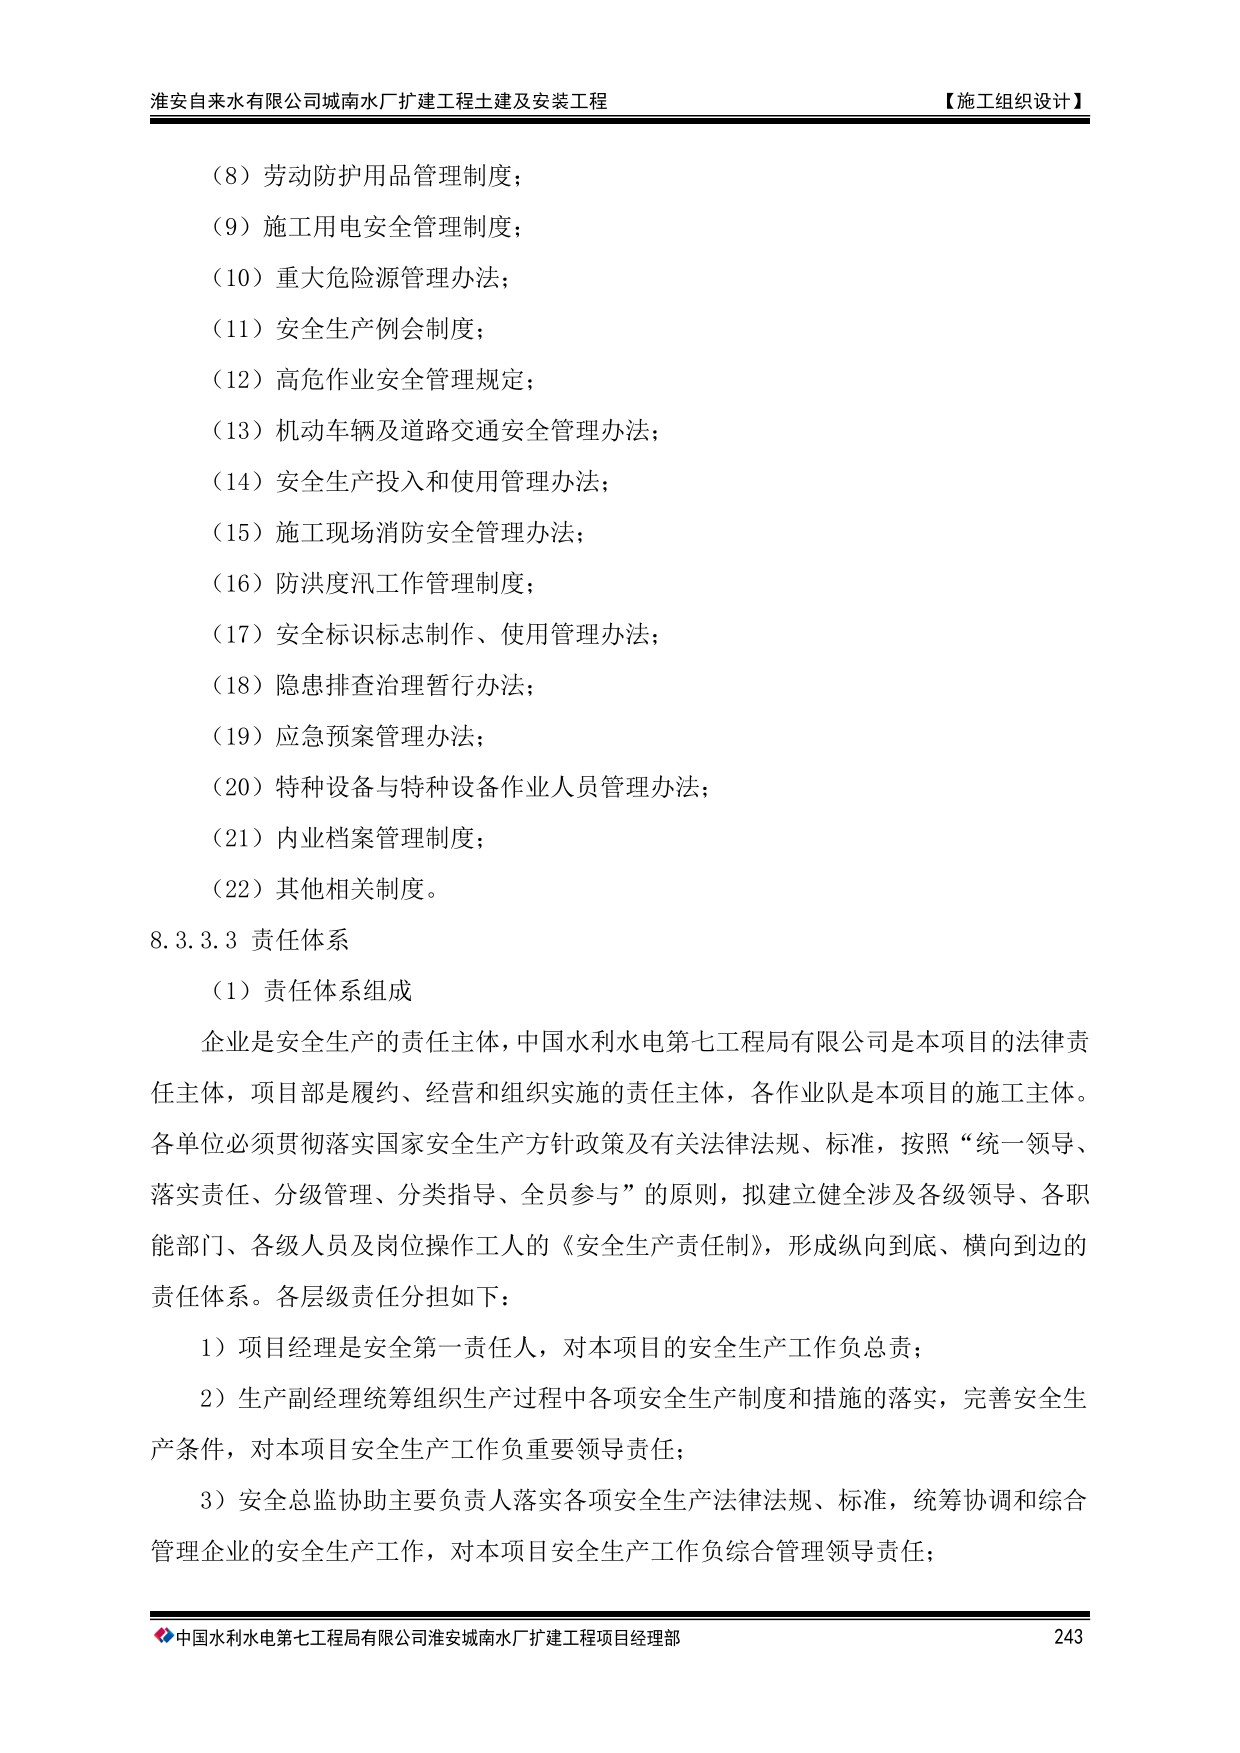 淮安自来水有限公司城南水厂扩建工程土建及安装工程 【施工组织设计】
（8）劳动防护用品管理制度；
（9）施工用电安全管理制度；
（10）重大危险源管理办法；
（11）安全生产例会制度；
（12）高危作业安全管理规定；
（13）机动车辆及道路交通安全管理办法；
（14）安全生产投入和使用管理办法；
（15）施工现场消防安全管理办法；
（16）防洪度汛工作管理制度；
（17）安全标识标志制作、使用管理办法；
（18）隐患排查治理暂行办法；
（19）应急预案管理办法；
（20）特种设备与特种设备作业人员管理办法；
（21）内业档案管理制度；
（22）其他相关制度。
8.3.3.3 责任体系
（1）责任体系组成
企业是安全生产的责任主体，中国水利水电第七工程局有限公司是本项目的法律责
任主体，项目部是履约、经营和组织实施的责任主体，各作业队是本项目的施工主体。
各单位必须贯彻落实国家安全生产方针政策及有关法律法规、标准，按照“统一领导、
落实责任、分级管理、分类指导、全员参与”的原则，拟建立健全涉及各级领导、各职
能部门、各级人员及岗位操作工人的《安全生产责任制》，形成纵向到底、横向到边的
责任体系。各层级责任分担如下：
1）项目经理是安全第一责任人，对本项目的安全生产工作负总责；
2）生产副经理统筹组织生产过程中各项安全生产制度和措施的落实，完善安全生
产条件，对本项目安全生产工作负重要领导责任；
3）安全总监协助主要负责人落实各项安全生产法律法规、标准，统筹协调和综合
管理企业的安全生产工作，对本项目安全生产工作负综合管理领导责任；
中国水利水电第七工程局有限公司淮安城南水厂扩建工程项目经理部 243